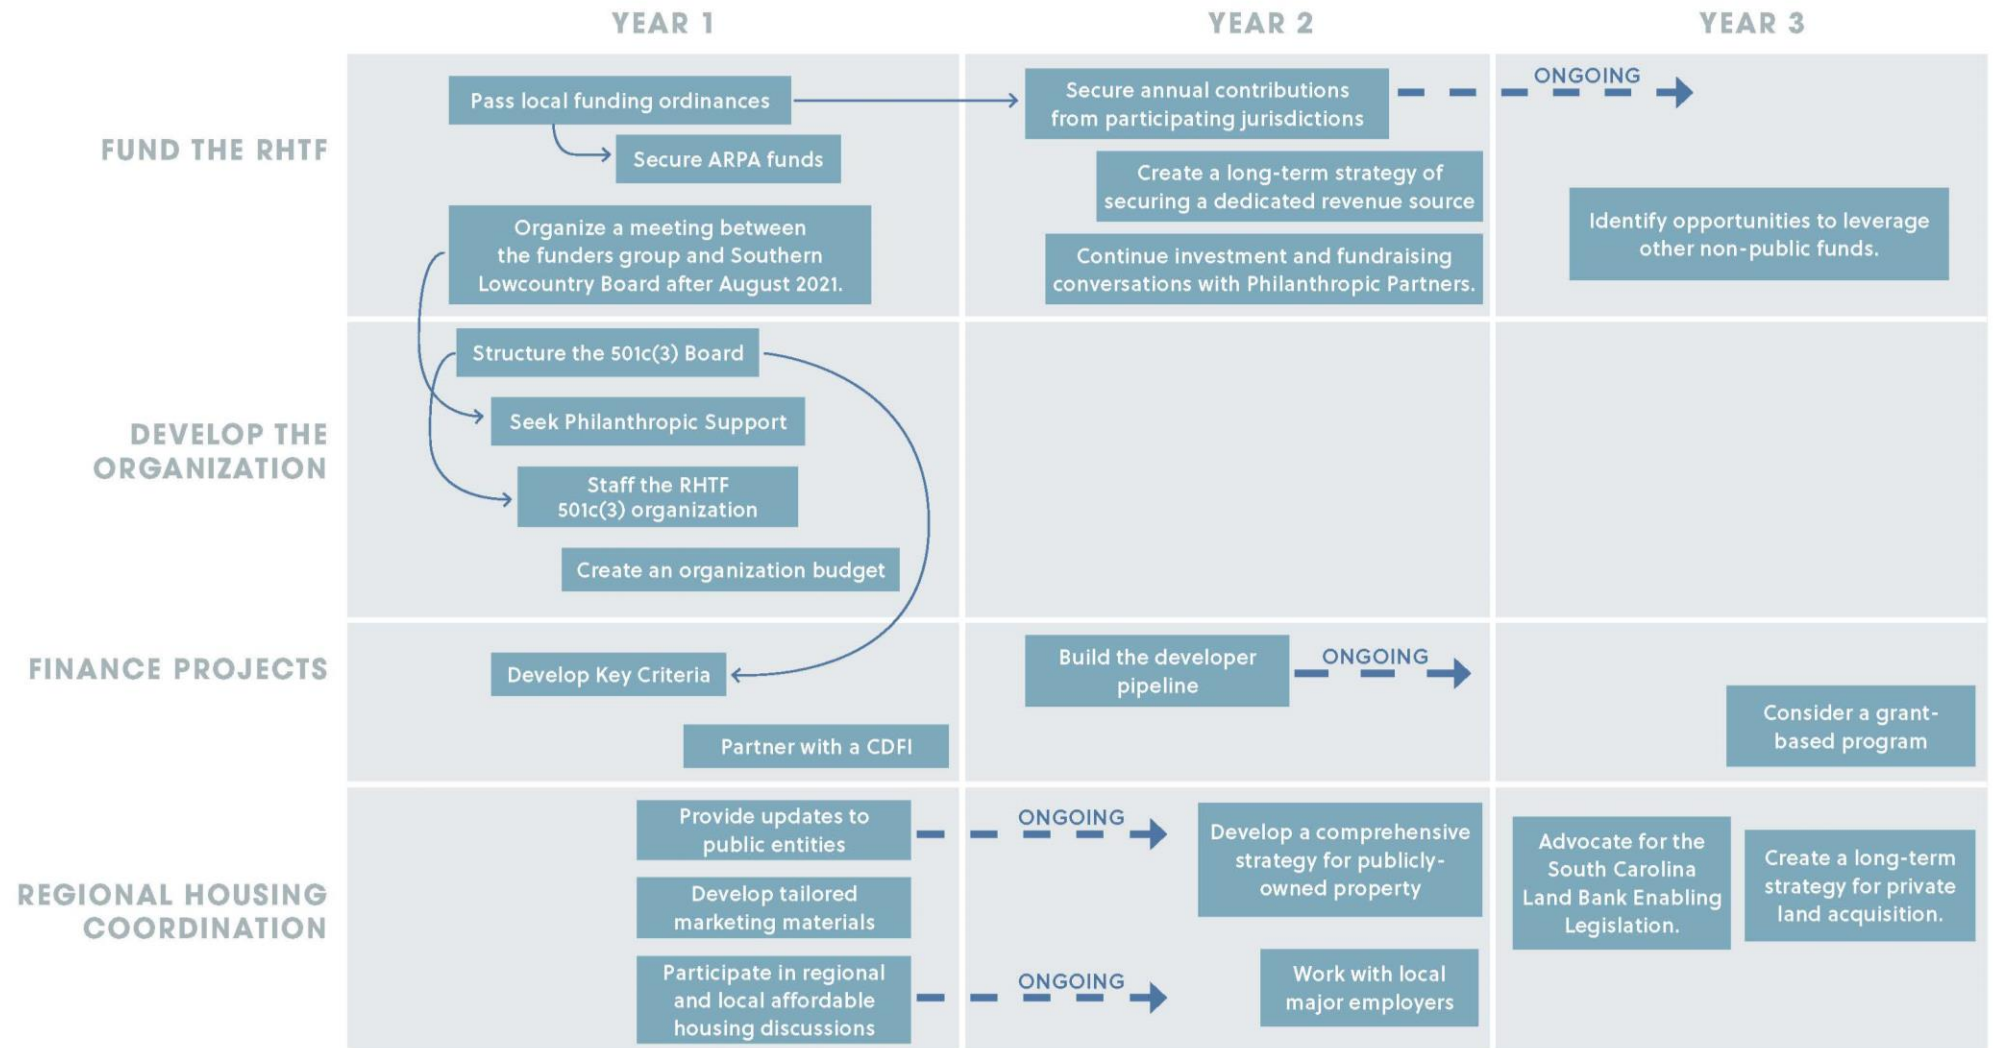 YEAR 1
YEAR 2
YEAR 3
FUND THE RHTF
Pass local funding ordinances
Secure ARPA funds
Organize a meeting between
the funders group and Southern
Lowcountry Board after August 2021.
Secure annual contributions
from participating jurisdictions
ONGOING
Create a long-term strategy of
securing a dedicated revenue source
Continue investment and fundraising
conversations with Philanthropic Partners.
Identify opportunities to leverage
other non-public funds.
DEVELOP THE
ORGANIZATION
Structure the 501c(3) Board
Seek Philanthropic Support
Staff the RHTF
501c(3) organization
Create an organization budget
FINANCE PROJECTS
Develop Key Criteria
Partner with a CDFI
Build the developer
pipeline
ONGOING
Consider a grant-
based program
REGIONAL HOUSING
COORDINATION
Provide updates to
public entities
ONGOING
Develop tailored
marketing materials
Participate in regional
and local affordable
housing discussions
ONGOING
Develop a comprehensive
strategy for publicly-
owned property
Work with local
major employers
Advocate for the
South Carolina
Land Bank Enabling
Legislation.
Create a long-term
strategy for private
land acquisition.